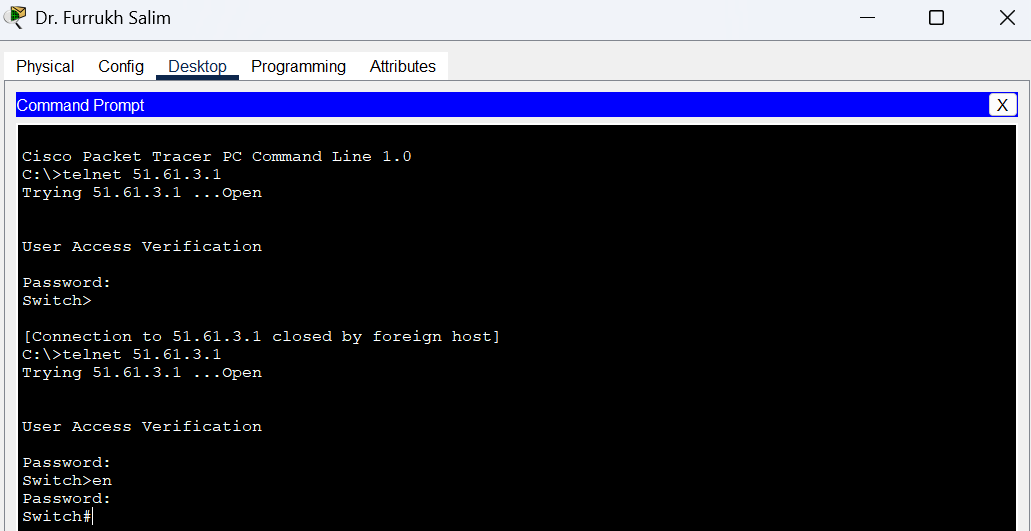 Dr. Furrukh Salim
Physical Config Desktop Programming Attributes
Command Prompt X
Cisco Packet Tracer PC Command Line 1.0
C:\>telnet 51.61.3.1
Trying 51.61.3.1 ...Open
User Access Verification
Password:
Switch>
[Connection to 51.61.3.1 closed by foreign host]
C:\>telnet 51.61.3.1
Trying 51.61.3.1 ...Open
User Access Verification
Password:
Switch>en
Password:
Switch#